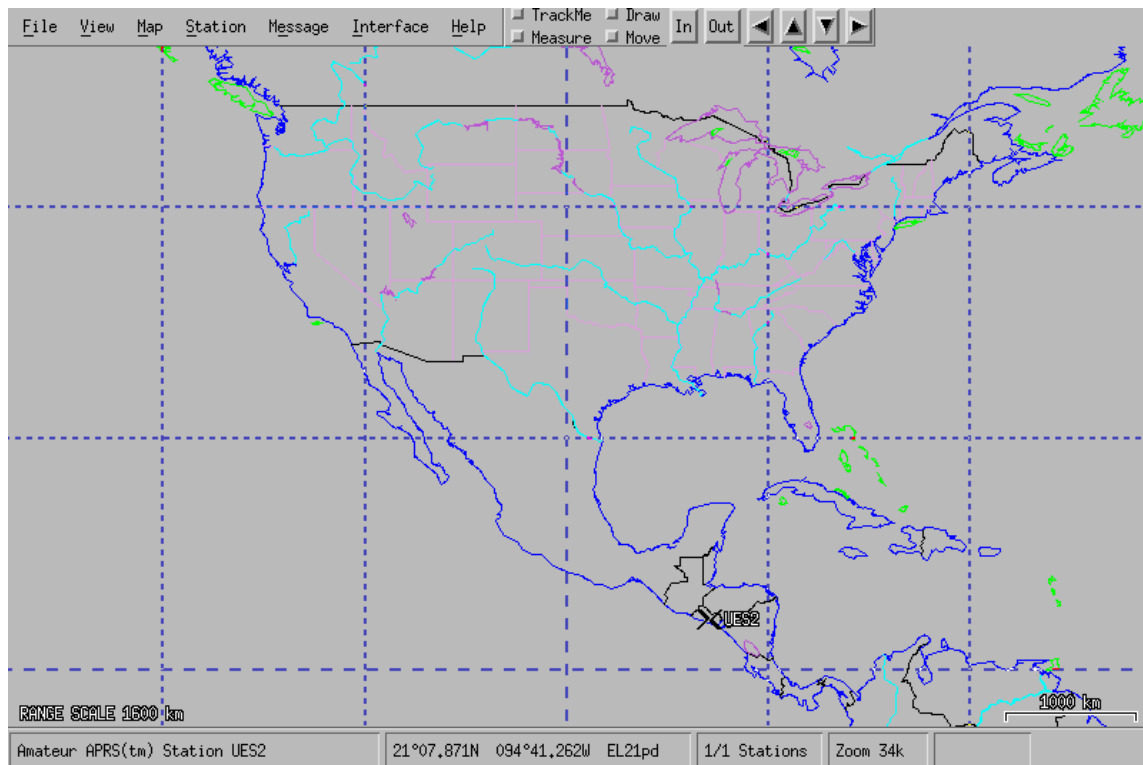 File View Map Station Message Interface Help TrackMe Draw In Out
Measure Move
UES2
RANGE SCALE 1600 km
1000 km
Amateur APRS(tm) Station UES2 21°07.871N 094°41.262W EL21pd 1/1 Stations Zoom 34k